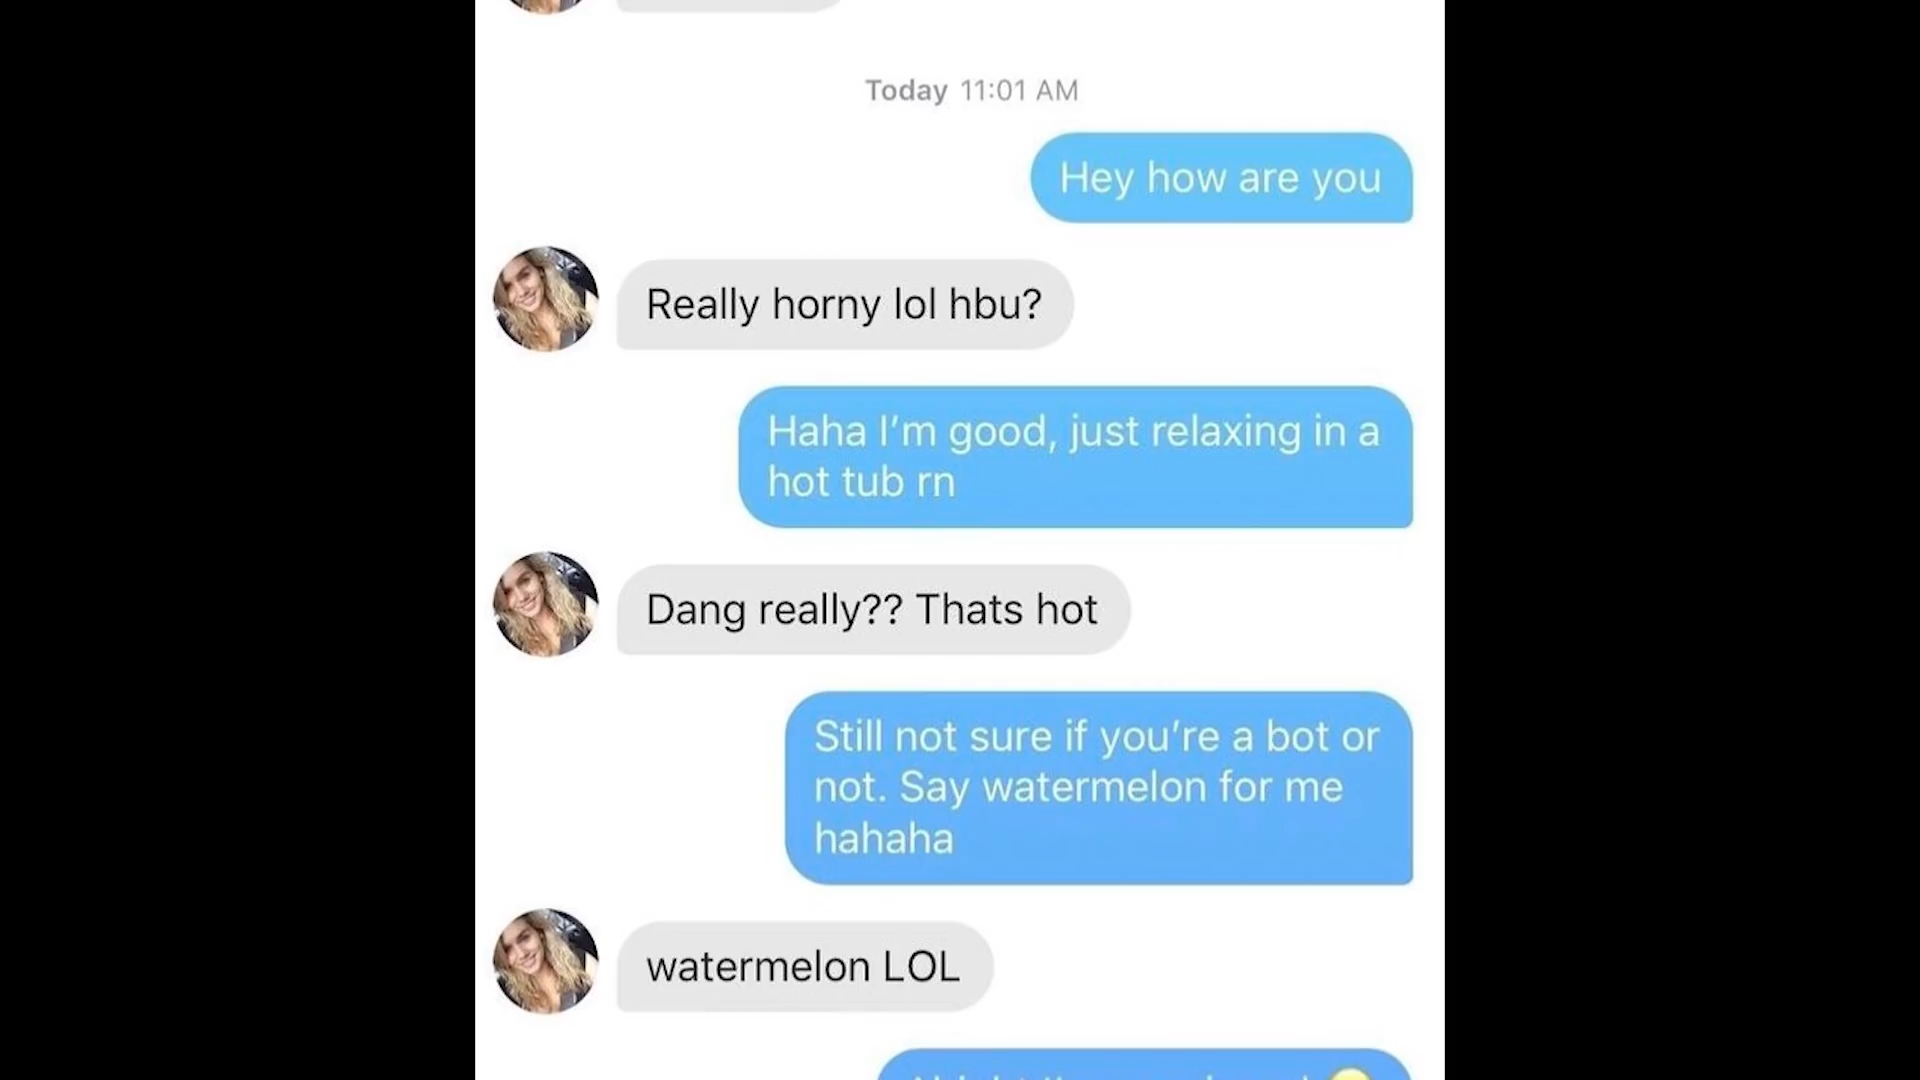 Today 11:01 AM
Hey how are you
Really horny lol hbu?
Haha I’m good, just relaxing in a
hot tub rn
Dang really?? Thats hot
Still not sure if you’re a bot or
not. Say watermelon for me
hahaha
watermelon LOL